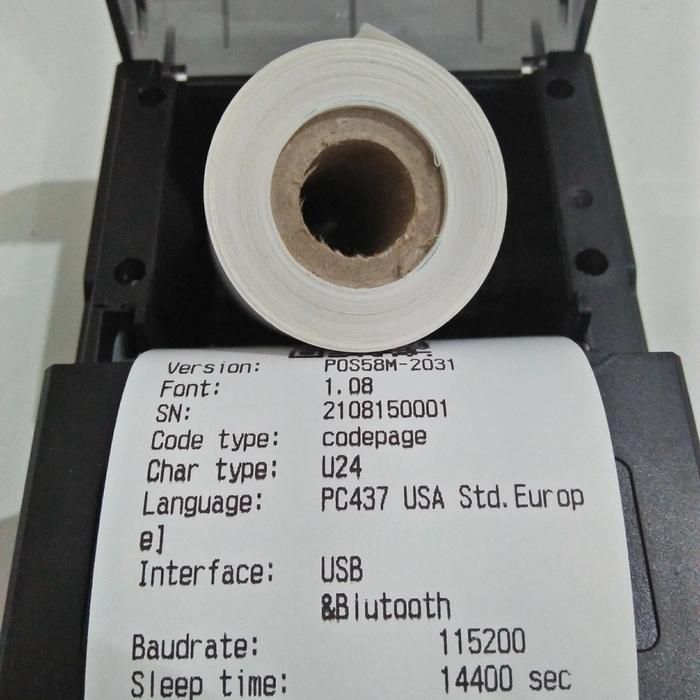 Version: POS58M-2031
Font: 1.08
SN: 2108150001
Code type: codepage
Char type: U24
Language: PC437 USA Std.Europ
e]
Interface: USB
&Blutooth
Baudrate: 115200
Sleep time: 14400 sec